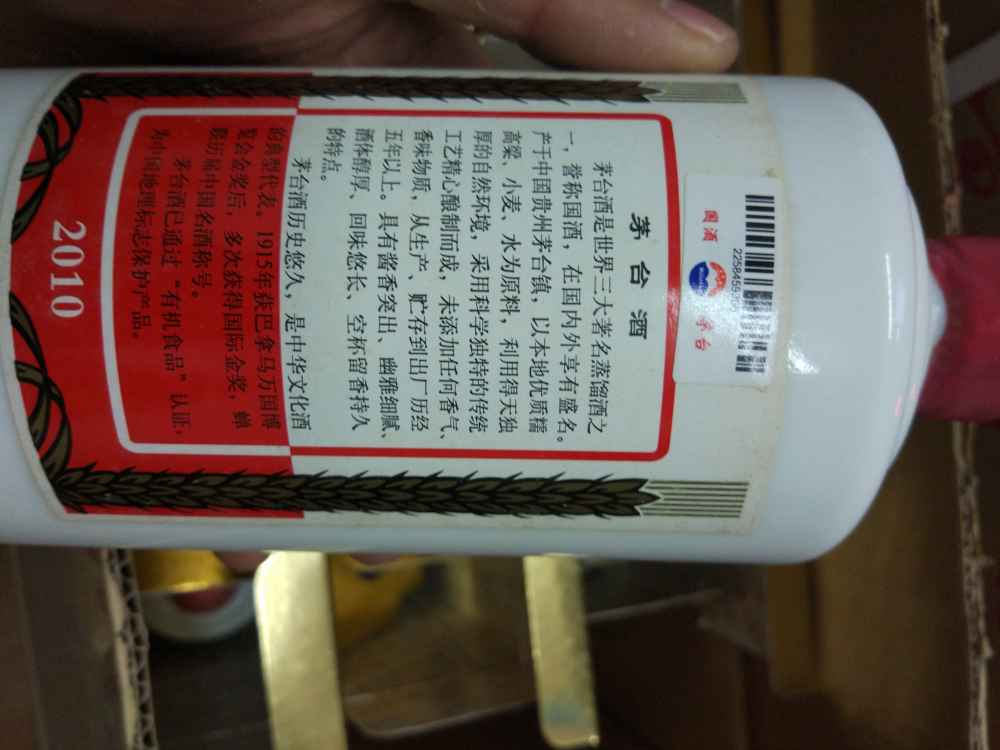 22584559
国酒 茅台
茅台酒
茅台酒是世界三大著名蒸馏酒之
一，誉称国酒，在国内外享有盛名。
产于中国贵州茅台镇，以本地优质糯
高粱、小麦、水为原料，利用得天独
厚的自然环境，采用科学独特的传统
工艺精心酿制而成，未添加任何香气、
香味物质，从生产、贮存到出厂历经
五年以上。具有酱香突出、幽雅细腻、
酒体醇厚、回味悠长、空杯留香持久
的特点。
茅台酒历史悠久，是中华文化酒
的典型代表。1915年获巴拿马万国博
览会金奖后，多次获得国际金奖，蝉
联历届中国名酒称号。
茅台酒已通过“有机食品”认证；
为中国地理标志保护产品。
2010